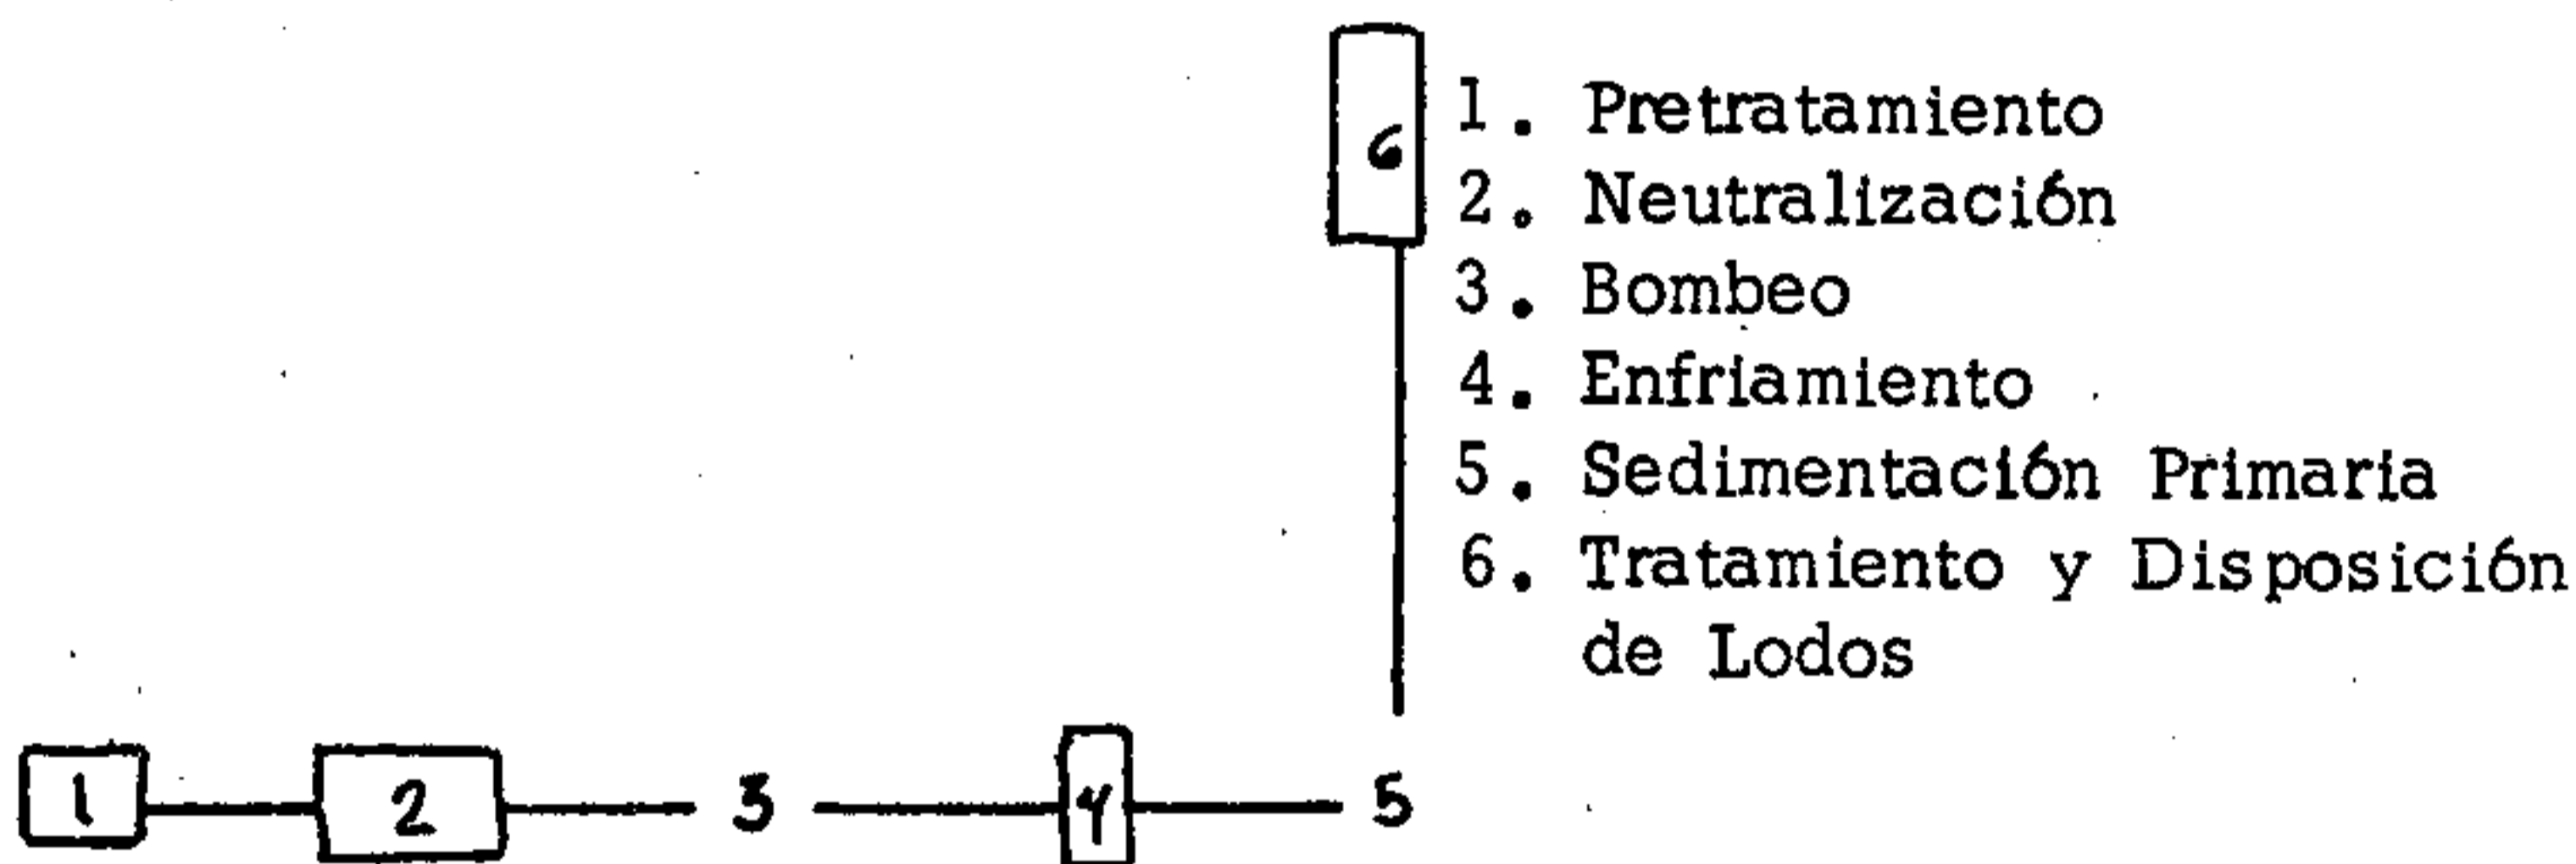 6
1. Pretratamiento
2. Neutralización
3. Bombeo
4. Enfriamiento
5. Sedimentación Primaria
6. Tratamiento y Disposición
de Lodos
1 2 3 4 5